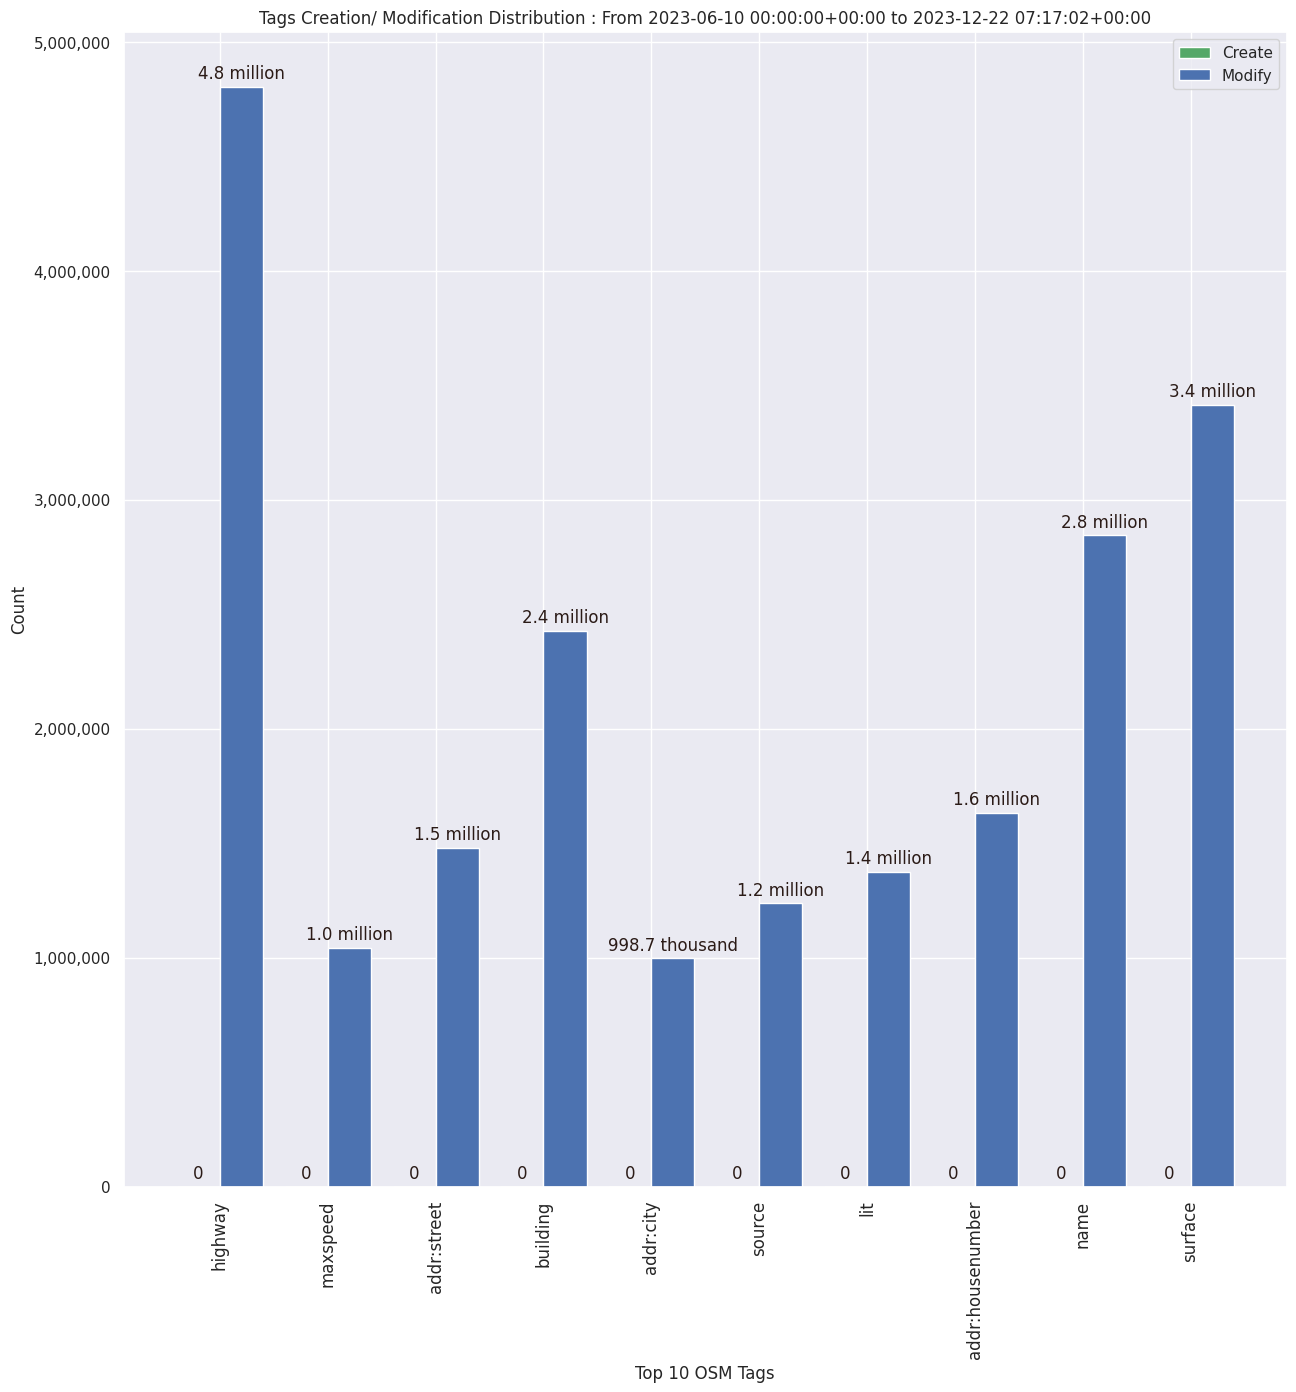 Tags Creation/ Modification Distribution : From 2023-06-10 00:00:00+00:00 to 2023-12-22 07:17:02+00:00
Create
Modify
Count
5,000,000
4,000,000
3,000,000
2,000,000
1,000,000
0
4.8 million
1.0 million
1.5 million
2.4 million
998.7 thousand
1.2 million
1.4 million
1.6 million
2.8 million
3.4 million
0
0
0
0
0
0
0
0
0
0
highway
maxspeed
addr:street
building
addr:city
source
lit
addr:housenumber
name
surface
Top 10 OSM Tags